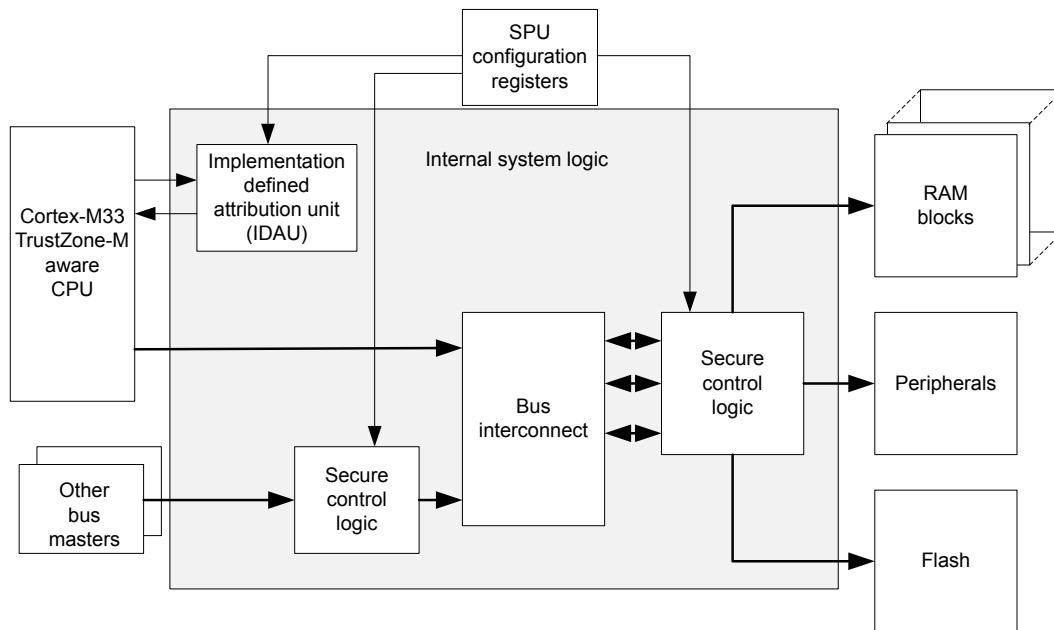 SPU
configuration
registers
Internal system logic
Implementation
defined
attribution unit
(IDAU)
Cortex-M33
TrustZone-M
aware
CPU
RAM
blocks
Bus
interconnect
Secure
control
logic
Peripherals
Other
bus
masters
Secure
control
logic
Flash